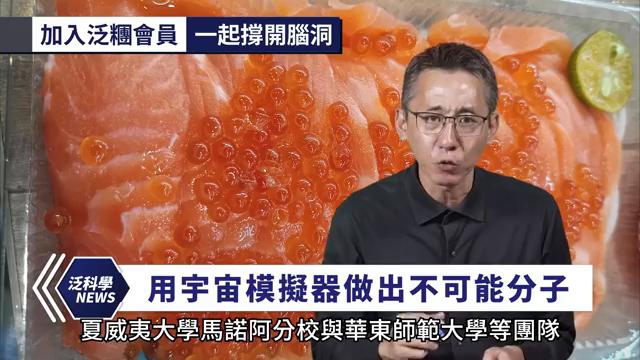 加入泛糰會員
一起撐開腦洞
泛科學
NEWS
用宇宙模擬器做出不可能分子
夏威夷大學馬諾阿分校與華東師範大學等團隊